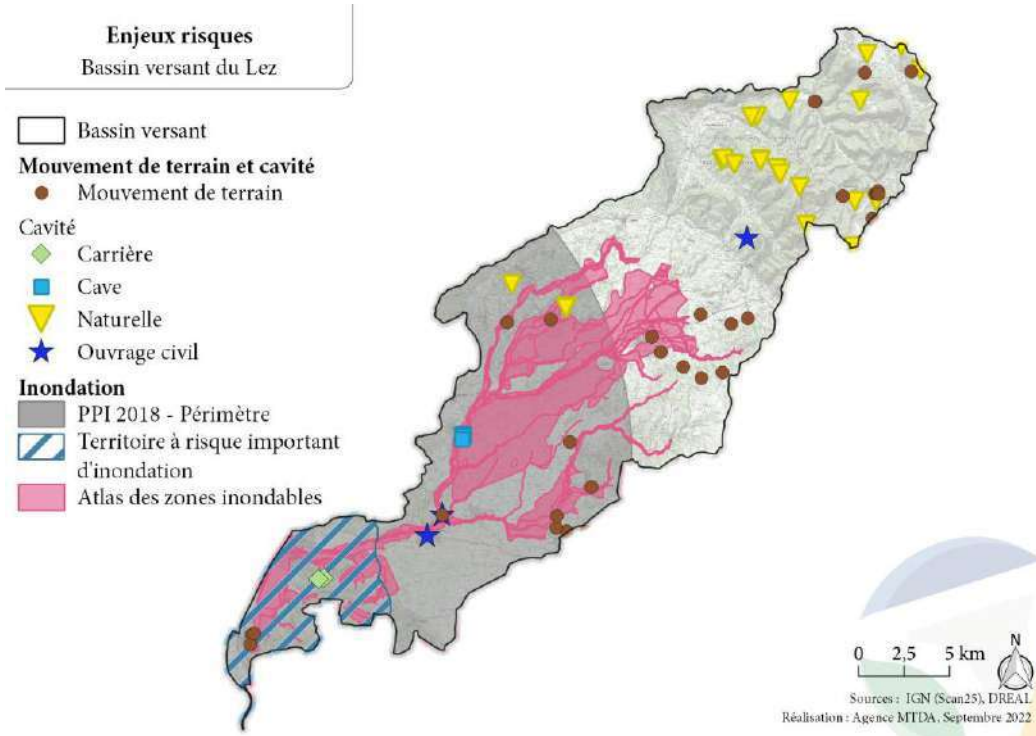 Enjeux risques
Bassin versant du Lez
Bassin versant
Mouvement de terrain et cavité
Mouvement de terrain
Cavité
Carrière
Cave
Naturelle
Ouvrage civil
Inondation
PPI 2018 - Périmètre
Territoire à risque important
d'inondation
Atlas des zones inondables
N
0 2,5 5 km
Sources : IGN (Scan25), DREAL
Réalisation : Agence MTDA, Septembre 2022